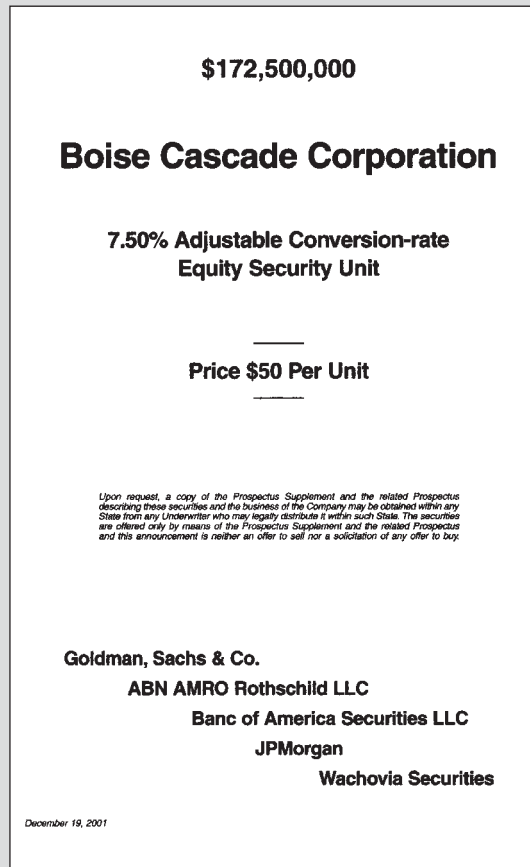 $172,500,000
Boise Cascade Corporation
7.50% Adjustable Conversion-rate
Equity Security Unit
Price $50 Per Unit
Upon request, a copy of the Prospectus Supplement and the related Prospectus
describing these securities and the business of the Company may be obtained within any
State from any Underwriter who may legally distribute it within such State. The securities
are offered only by means of the Prospectus Supplement and the related Prospectus
and this announcement is neither an offer to sell nor a solicitation of any offer to buy.
Goldman, Sachs & Co.
ABN AMRO Rothschild LLC
Banc of America Securities LLC
JPMorgan
Wachovia Securities
December 19, 2001